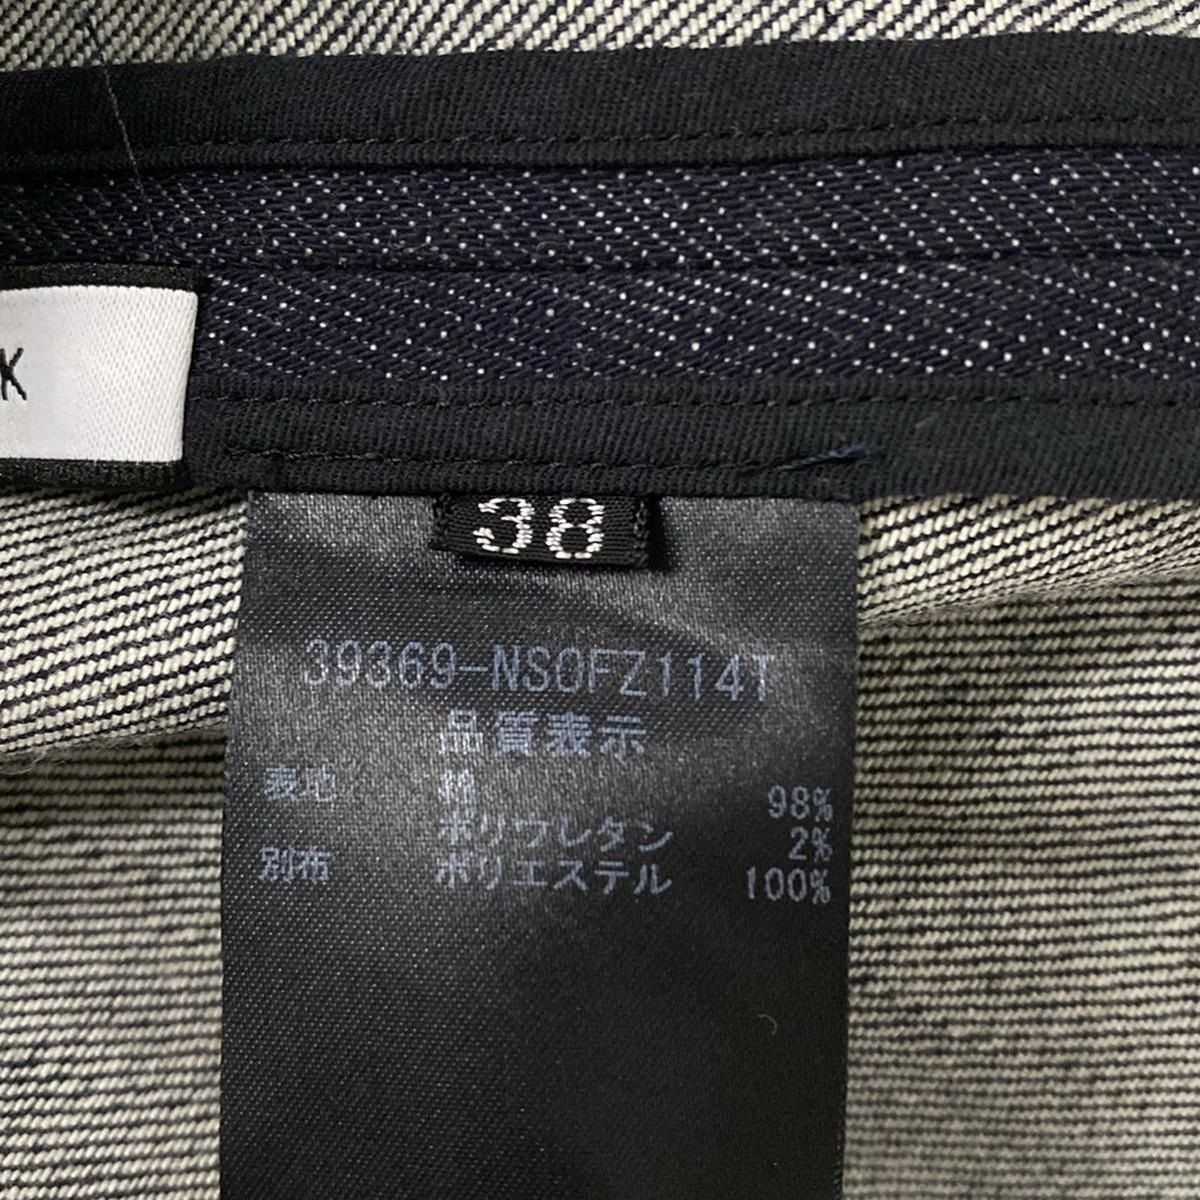 K
38
39369-NSOFZ114T
品質表示
表地 綿 98%
ポリウレタン 2%
別布 ポリエステル 100%